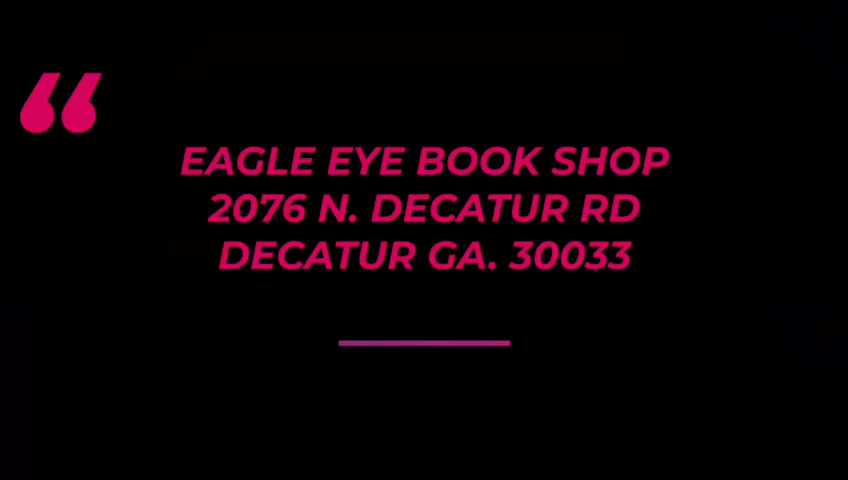 “
EAGLE EYE BOOK SHOP
2076 N. DECATUR RD
DECATUR GA. 30033